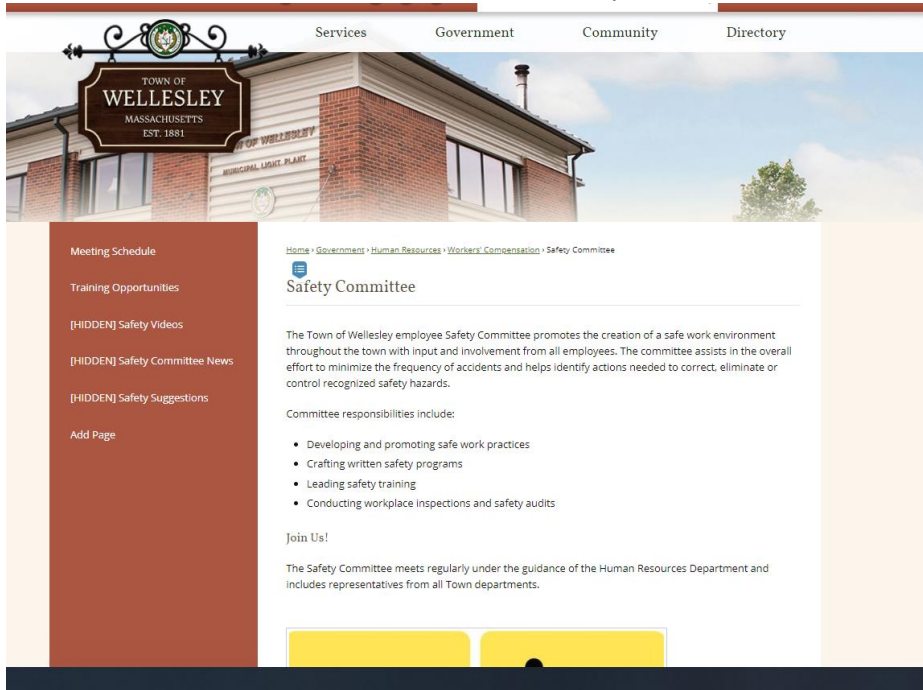 Services Government Community Directory
TOWN OF
WELLESLEY
MASSACHUSETTS
EST. 1881
TOWN OF WELLESLEY
MUNICIPAL LIGHT PLANT
Meeting Schedule
Training Opportunities
[HIDDEN] Safety Videos
[HIDDEN] Safety Committee News
[HIDDEN] Safety Suggestions
Add Page
Home › Government › Human Resources › Workers' Compensation › Safety Committee
Safety Committee
The Town of Wellesley employee Safety Committee promotes the creation of a safe work environment
throughout the town with input and involvement from all employees. The committee assists in the overall
effort to minimize the frequency of accidents and helps identify actions needed to correct, eliminate or
control recognized safety hazards.
Committee responsibilities include:
• Developing and promoting safe work practices
• Crafting written safety programs
• Leading safety training
• Conducting workplace inspections and safety audits
Join Us!
The Safety Committee meets regularly under the guidance of the Human Resources Department and
includes representatives from all Town departments.